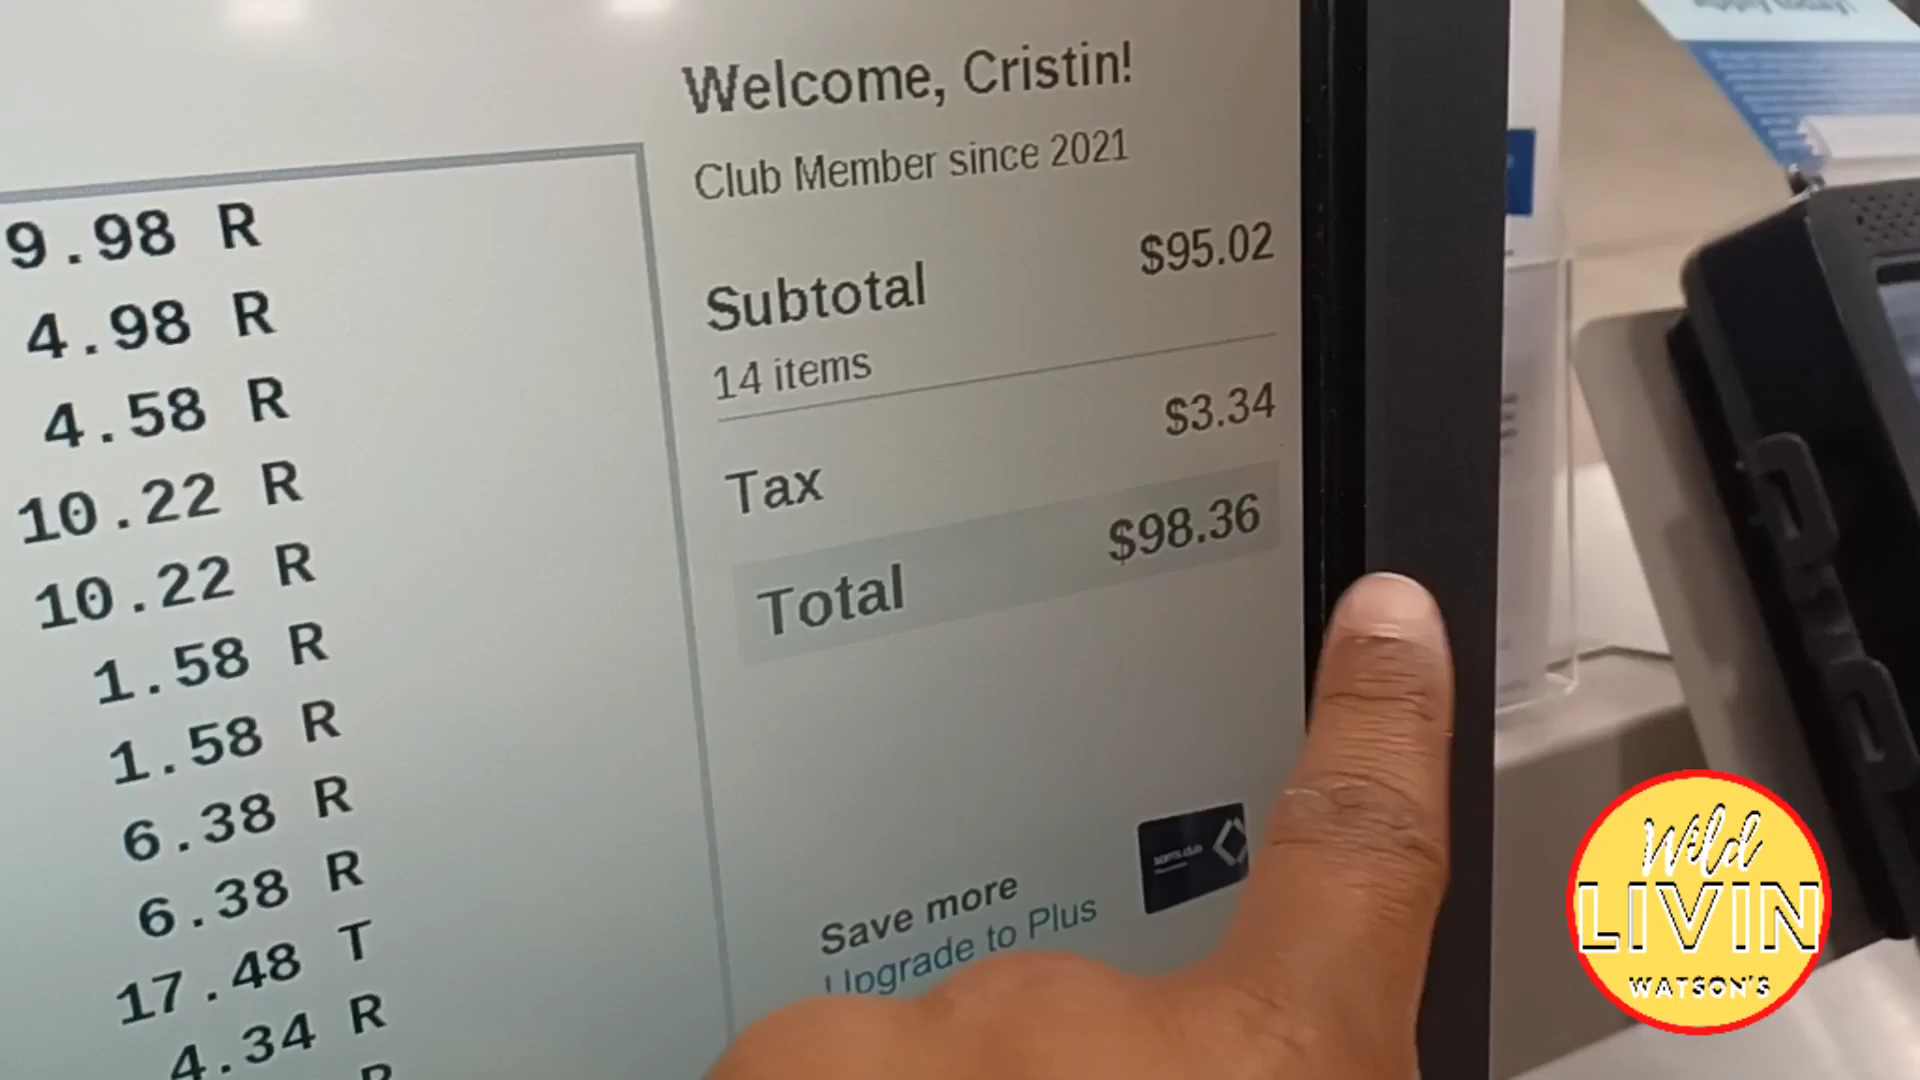 9.98 R
4.98 R
4.58 R
10.22 R
10.22 R
1.58 R
1.58 R
6.38 R
6.38 R
17.48 T
4.34 R
R
Welcome, Cristin!
Club Member since 2021
Subtotal $95.02
14 items
Tax $3.34
Total $98.36
Save more
Upgrade to Plus
sam's club
Wild
LIVIN
WATSON'S